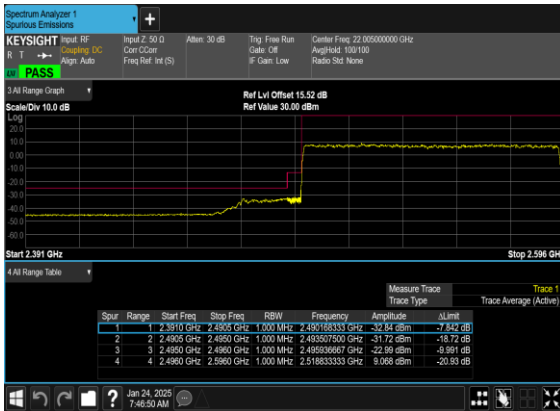 Spectrum Analyzer 1
Spurious Emissions
+
KEYSIGHT Input: RF Input Z: 50 Ω Atten: 30 dB Trig: Free Run Center Freq: 22.005000000 GHz
R T Coupling: DC Corr CCorr Gate: Off Avg|Hold: 100/100
Align: Auto Freq Ref: Int (S) IF Gain: Low Radio Std: None
PASS
3 All Range Graph
Ref Lvl Offset 15.52 dB
Scale/Div 10.0 dB Ref Value 30.00 dBm
Log
20.0
10.0
0.00
-10.0
-20.0
-30.0
-40.0
-50.0
-60.0
Start 2.391 GHz Stop 2.596 GH
4 All Range Table
Measure Trace Trace 1
Trace Type Trace Average (Active)
Spur Range Start Freq Stop Freq RBW Frequency Amplitude ΔLimit
1 1 2.3910 GHz 2.4905 GHz 1.000 MHz 2.490168333 GHz -32.84 dBm -7.842 dB
2 2 2.4905 GHz 2.4950 GHz 1.000 MHz 2.493507500 GHz -31.72 dBm -18.72 dB
3 3 2.4950 GHz 2.4960 GHz 1.000 MHz 2.495936667 GHz -22.99 dBm -9.991 dB
4 4 2.4960 GHz 2.5960 GHz 1.000 MHz 2.518833333 GHz 9.068 dBm -20.93 dB
? Jan 24, 2025
7:46:50 AM